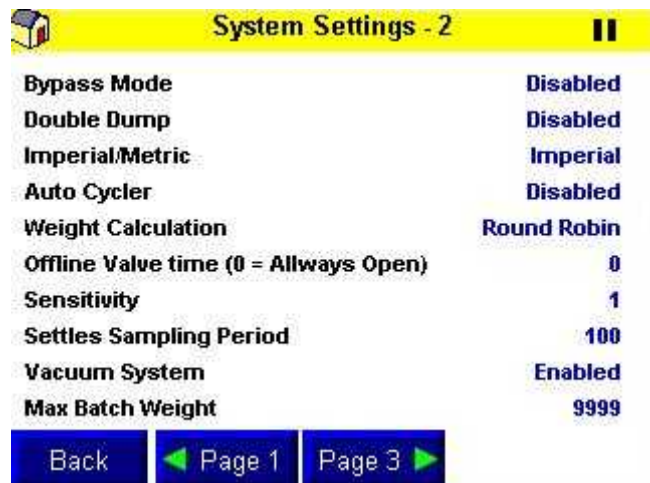 System Settings - 2
Bypass Mode Disabled
Double Dump Disabled
Imperial/Metric Imperial
Auto Cycler Disabled
Weight Calculation Round Robin
Offline Valve time (0 = Allways Open) 0
Sensitivity 1
Settles Sampling Period 100
Vacuum System Enabled
Max Batch Weight 9999
Back Page 1 Page 3